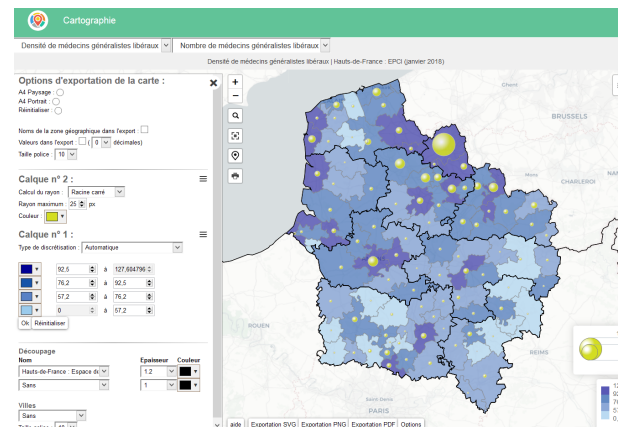 Cartographie
Densité de médecins généralistes libéraux
Nombre de médecins généralistes libéraux
Densité de médecins généralistes libéraux | Hauts-de-France : EPCI (janvier 2018)
Options d'exportation de la carte :
A4 Paysage :
A4 Portrait :
Réinitialiser :
Noms de la zone géographique dans l'export :
Valeurs dans l'export : ( 0 décimales)
Taille police : 10
Calque n° 2 :
Calcul du rayon : Racine carré
Rayon maximum : 25 px
Couleur :
Calque n° 1 :
Type de discrétisation : Automatique
92,5 à 127,604796
76,2 à 92,5
57,2 à 76,2
0 à 57,2
Ok Réinitialiser
Découpage
Nom Epaisseur Couleur
Hauts-de-France : Espace de 1.2
Sans 1
Villes
Sans
Gent
BRUSSELS
Mons
CHARLEROI
ROUEN
REIMS
Saint-Denis
PARIS
aide Exportation SVG Exportation PNG Exportation PDF Options